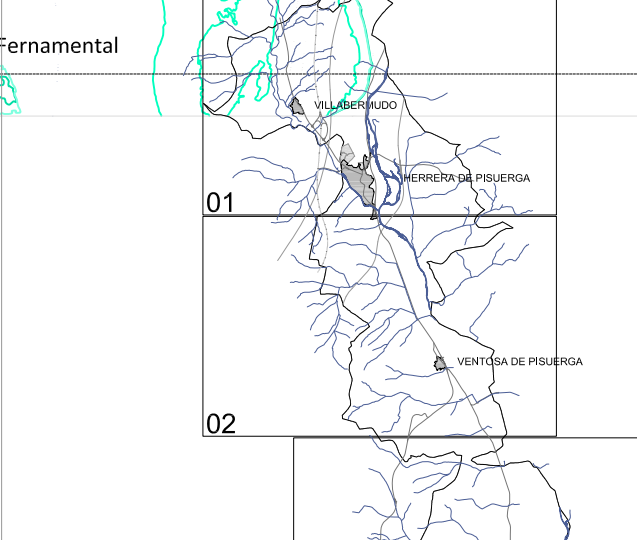 Fernamental
VILLABERMUDO
HERRERA DE PISUERGA
01
VENTOSA DE PISUERGA
02